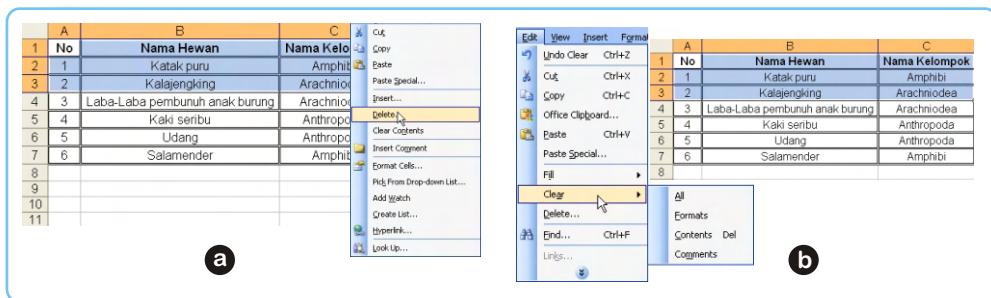 A B C
1 No Nama Hewan Nama Kelo
2 1 Katak puru Amphib
3 2 Kalajengking Arachnio
4 3 Laba-Laba pembunuh anak burung Arachnio
5 4 Kaki seribu Anthropo
6 5 Udang Anthropo
7 6 Salamender Amphib
8
9
10
11
Cut
Copy
Paste
Paste Special...
Insert...
Delete...
Clear Contents
Insert Comment
Format Cells...
Pick From Drop-down List...
Add Watch
Create List...
Hyperlink...
Look Up...
a
Edit View Insert Format
Undo Clear Ctrl+Z
Cut Ctrl+X
Copy Ctrl+C
Office Clipboard...
Paste Ctrl+V
Paste Special...
Fill
Clear
Delete...
Find... Ctrl+F
Links...
All
Formats
Contents Del
Comments
A B C
1 No Nama Hewan Nama Kelompok
2 1 Katak puru Amphibi
3 2 Kalajengking Arachniodea
4 3 Laba-Laba pembunuh anak burung Arachniodea
5 4 Kaki seribu Anthropoda
6 5 Udang Anthropoda
7 6 Salamender Amphibi
8
b